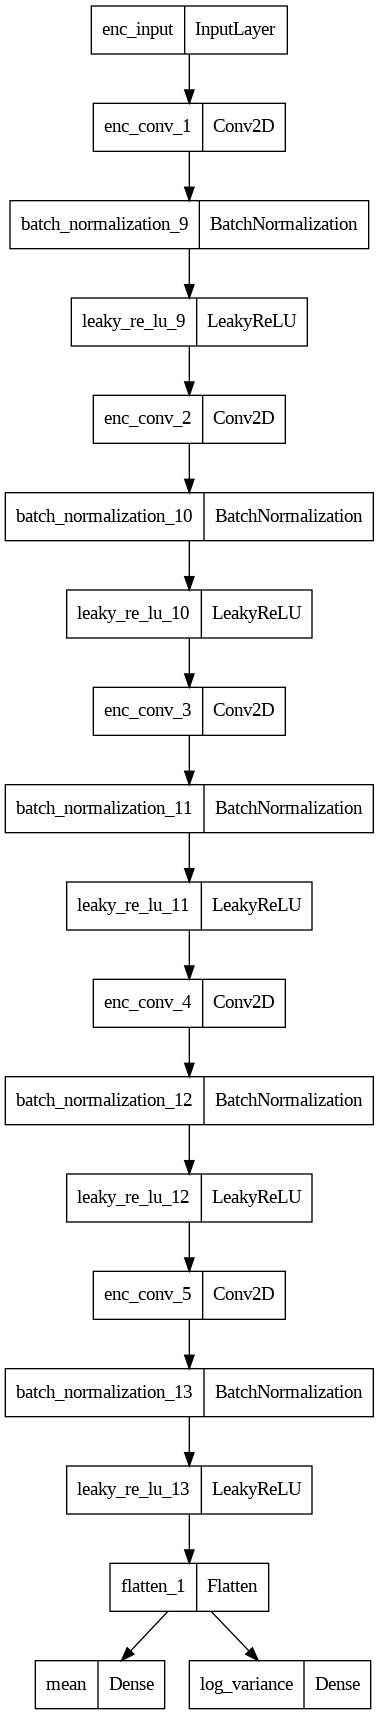 enc_input InputLayer
enc_conv_1 Conv2D
batch_normalization_9 BatchNormalization
leaky_re_lu_9 LeakyReLU
enc_conv_2 Conv2D
batch_normalization_10 BatchNormalization
leaky_re_lu_10 LeakyReLU
enc_conv_3 Conv2D
batch_normalization_11 BatchNormalization
leaky_re_lu_11 LeakyReLU
enc_conv_4 Conv2D
batch_normalization_12 BatchNormalization
leaky_re_lu_12 LeakyReLU
enc_conv_5 Conv2D
batch_normalization_13 BatchNormalization
leaky_re_lu_13 LeakyReLU
flatten_1 Flatten
mean Dense log_variance Dense